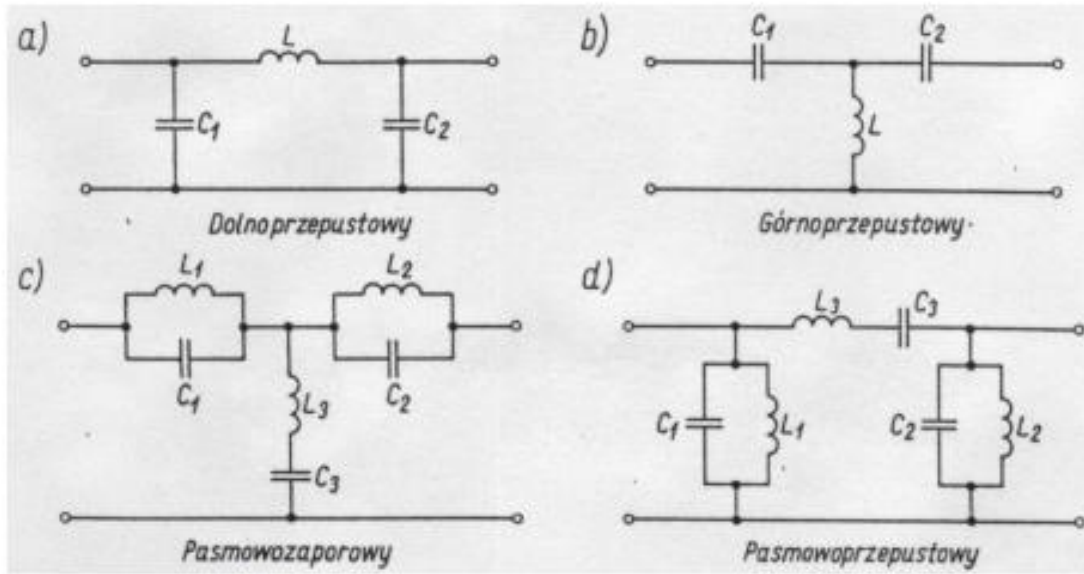 a)
L
C1
C2
Dolnoprzepustowy
b)
C1
C2
L
Górnoprzepustowy
c)
L1
L2
C1
C2
L3
C3
Pasmowozaporowy
d)
L3
C3
C1
L1
C2
L2
Pasmowoprzepustowy